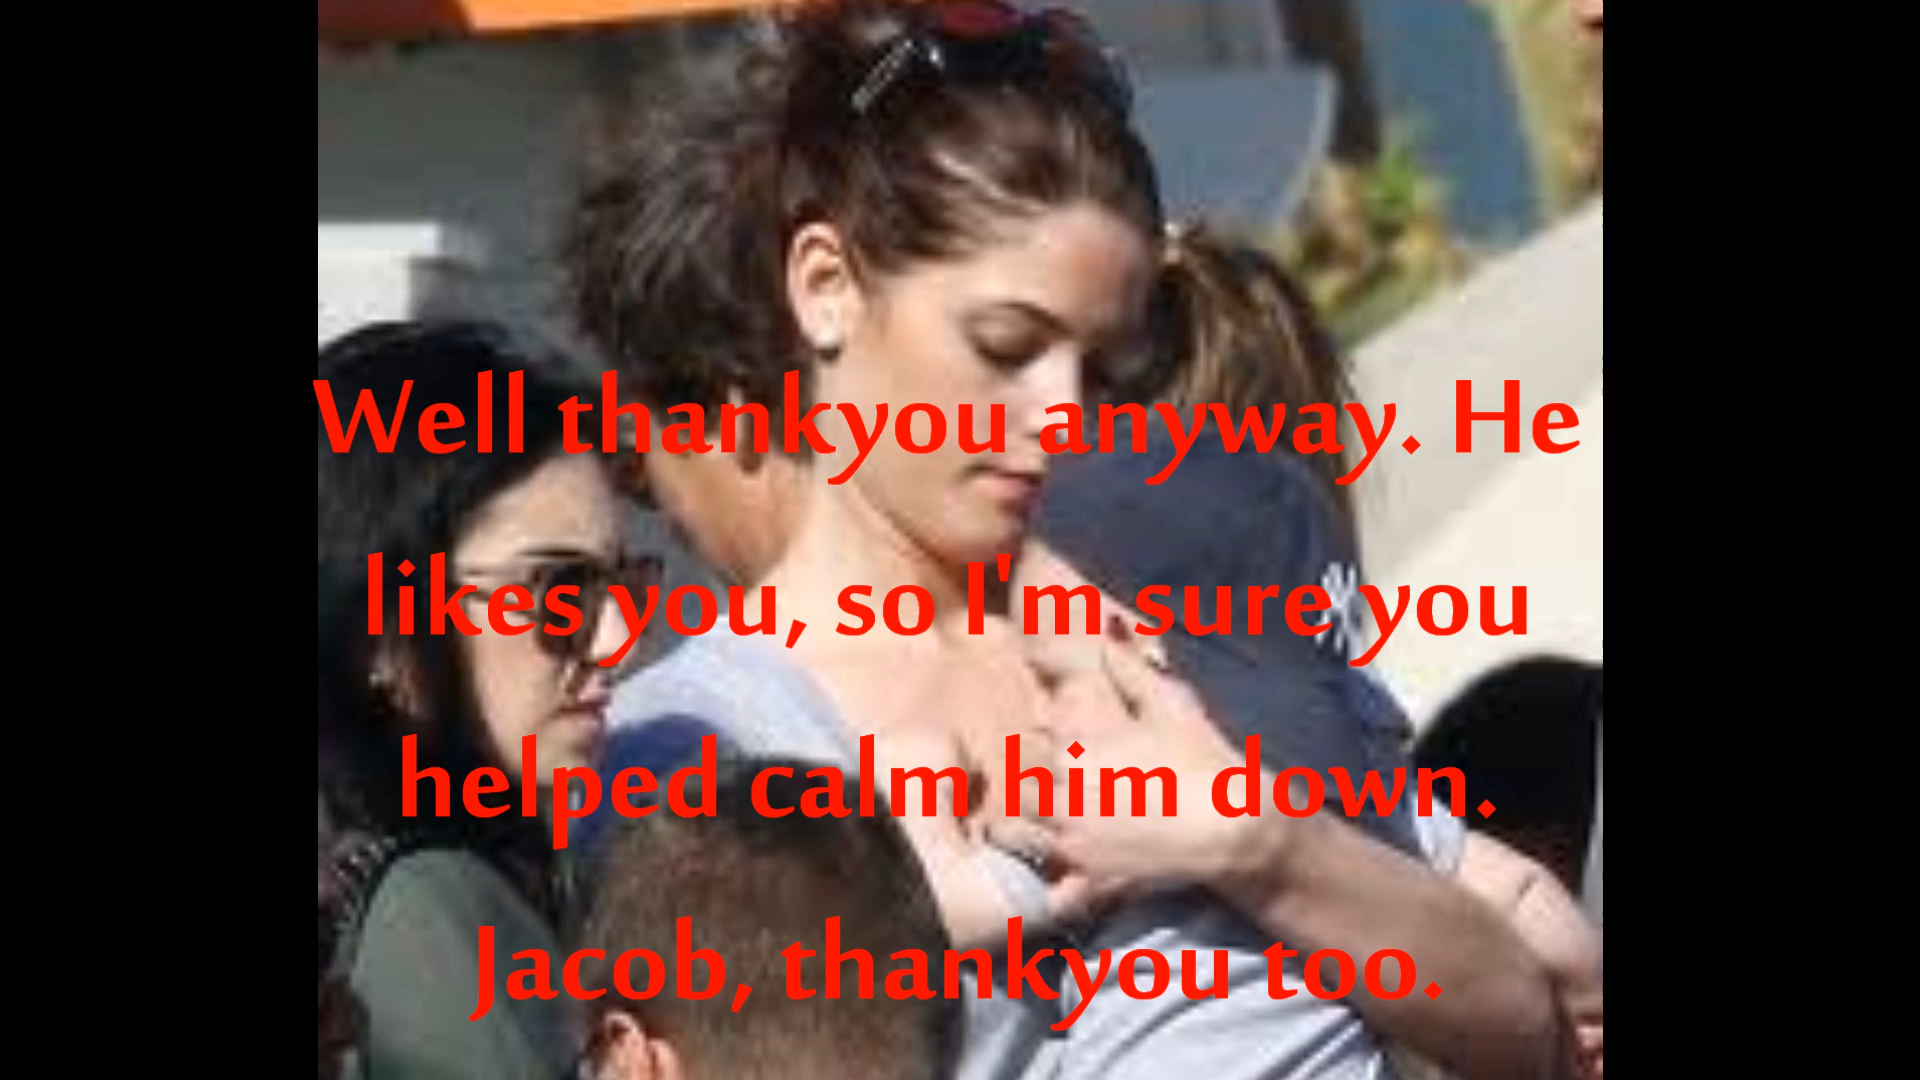 Well thankyou anyway. He
likes you, so I'm sure you
helped calm him down.
Jacob, thankyou too.